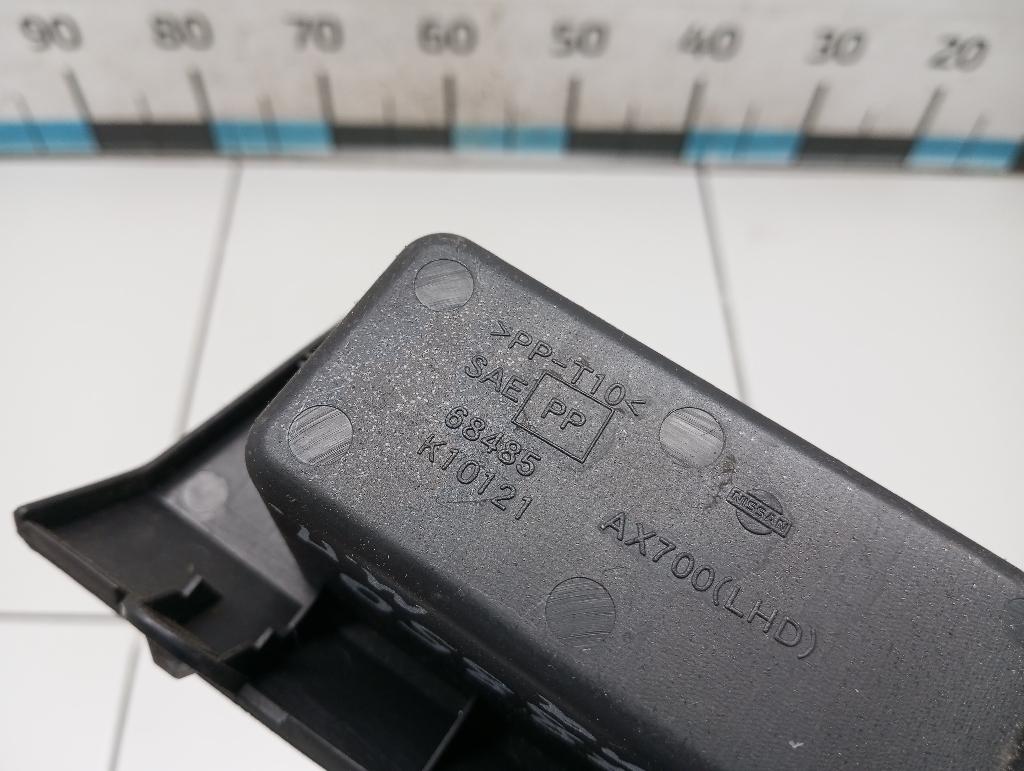 90 80 70 60 50 40 30 20
>PP-T10<
SAE PP
68485
K10121
NISSAN
AX700(LHD)